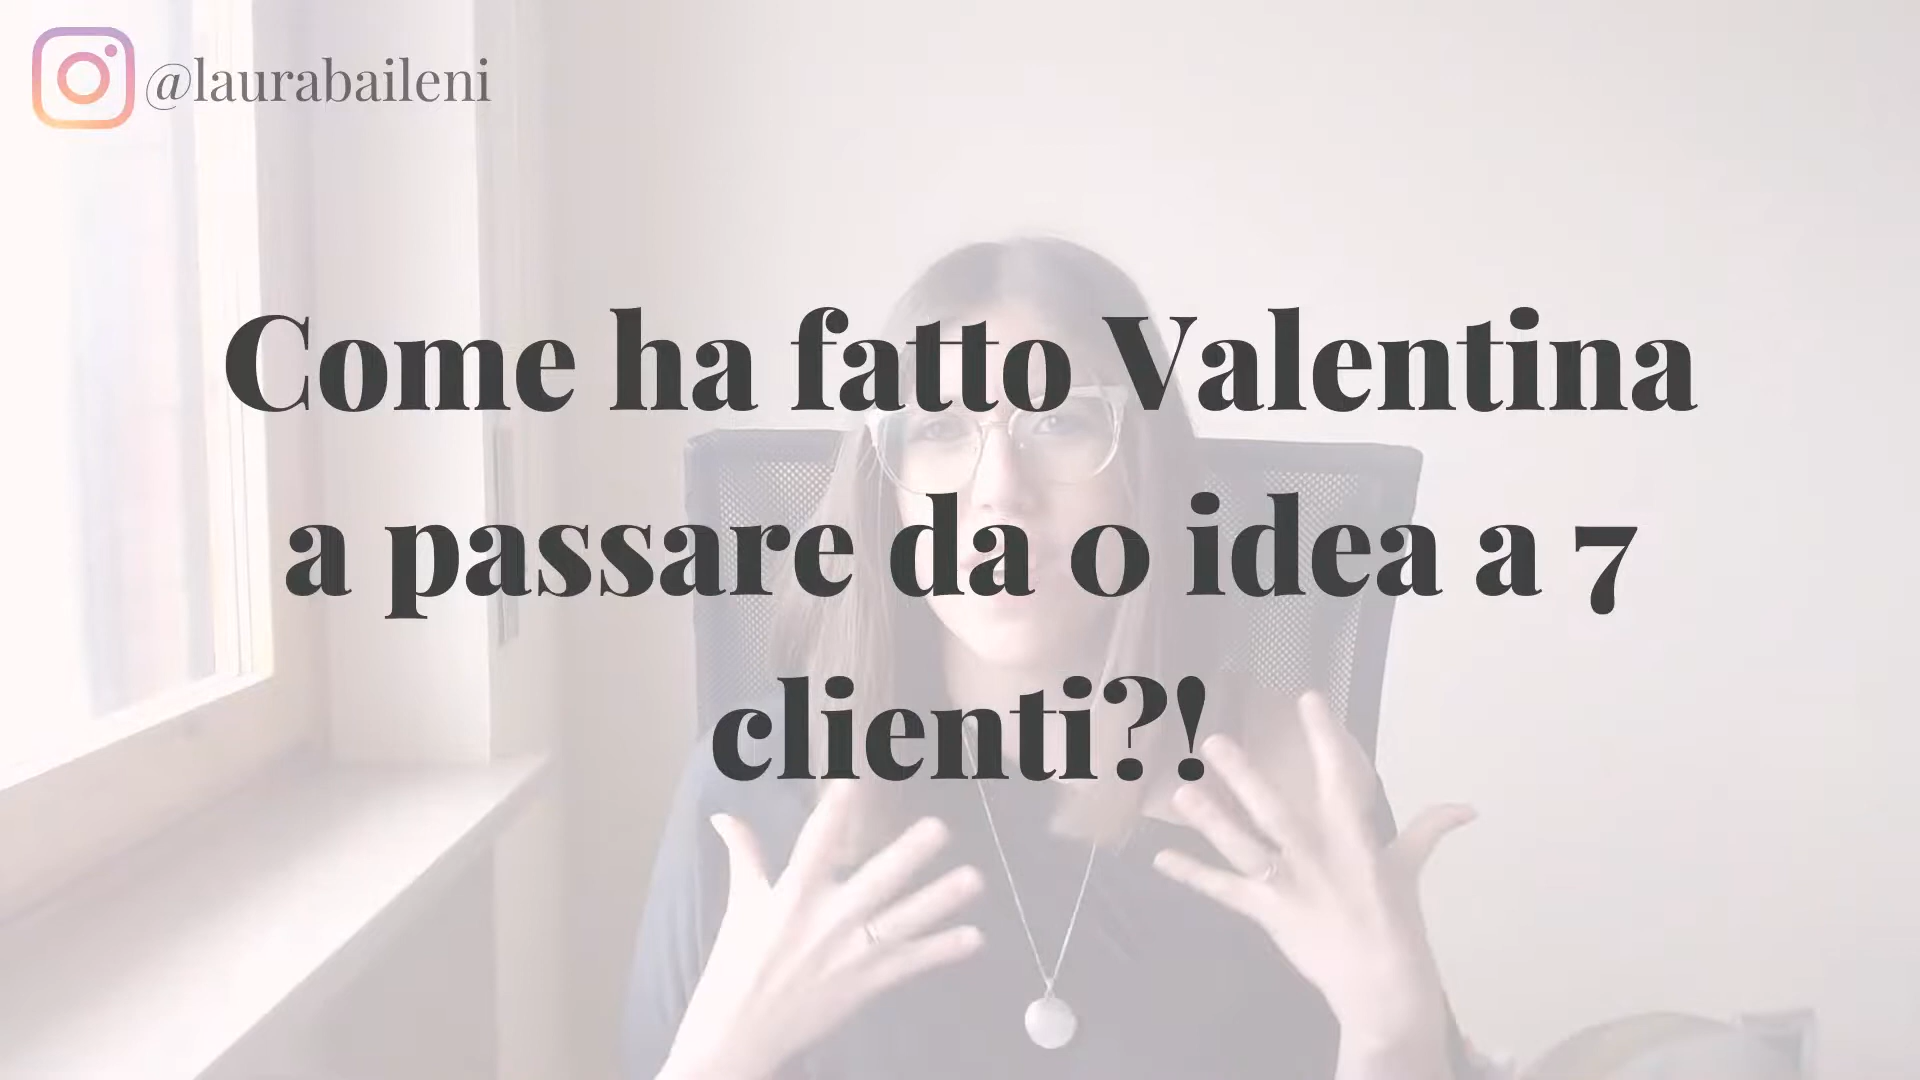 @laurabaileni
Come ha fatto Valentina
a passare da 0 idea a 7
clienti?!